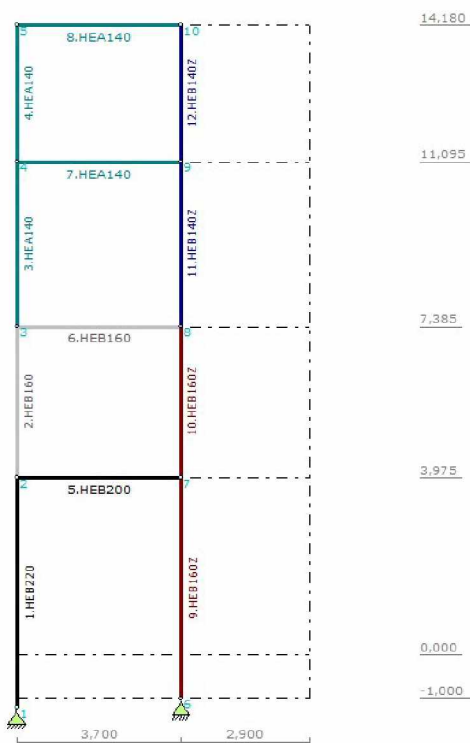 5
10
14,180
8.HEA140
4.HEA140
12.HEB140Z
4
9
11,095
7.HEA140
3.HEA140
11.HEB140Z
3
8
7,385
6.HEB160
2.HEB160
10.HEB160Z
2
7
3,975
5.HEB200
1.HEB220
9.HEB160Z
0,000
6
-1,000
1
3,700
2,900